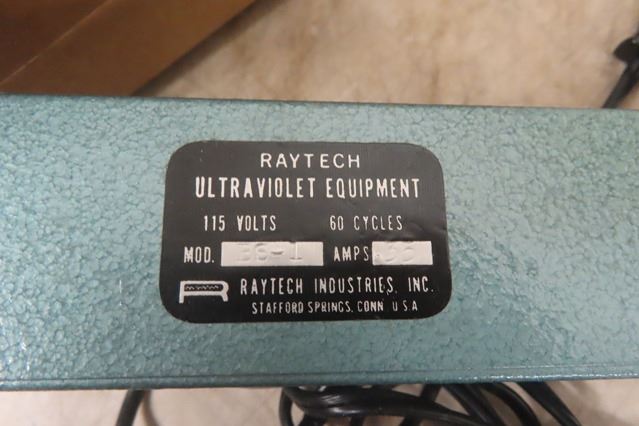 RAYTECH
ULTRAVIOLET EQUIPMENT
115 VOLTS 60 CYCLES
MOD. AMPS
RAYTECH INDUSTRIES, INC.
STAFFORD SPRINGS, CONN U S A